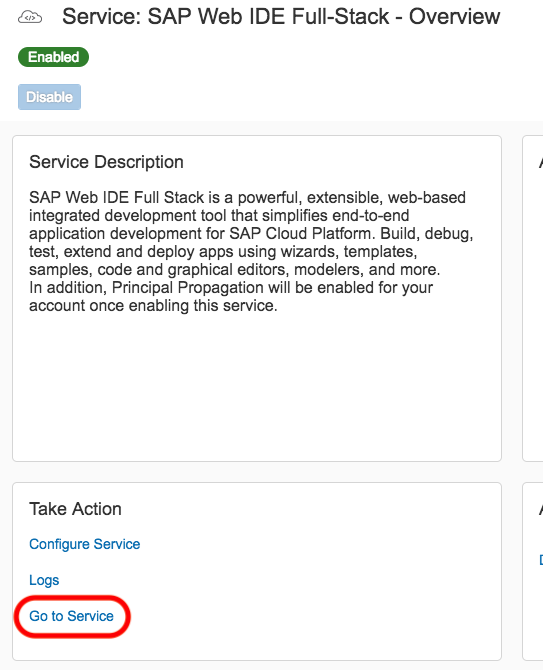 Service: SAP Web IDE Full-Stack - Overview
Enabled
Disable
Service Description
SAP Web IDE Full Stack is a powerful, extensible, web-based
integrated development tool that simplifies end-to-end
application development for SAP Cloud Platform. Build, debug,
test, extend and deploy apps using wizards, templates,
samples, code and graphical editors, modelers, and more.
In addition, Principal Propagation will be enabled for your
account once enabling this service.
Take Action
Configure Service
Logs
Go to Service